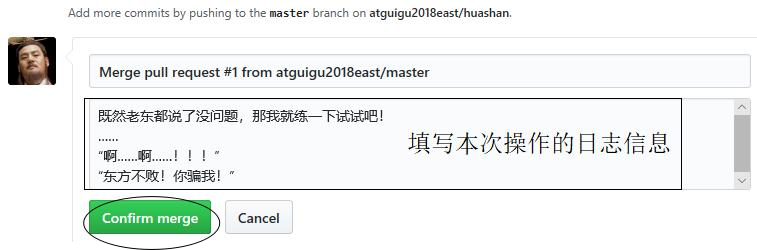 Add more commits by pushing to the master branch on atguigu2018east/huashan.
Merge pull request #1 from atguigu2018east/master
既然老东都说了没问题，那我就练一下试试吧！
……
“啊……啊……！！！”
“东方不败！你骗我！”
填写本次操作的日志信息
Confirm merge
Cancel